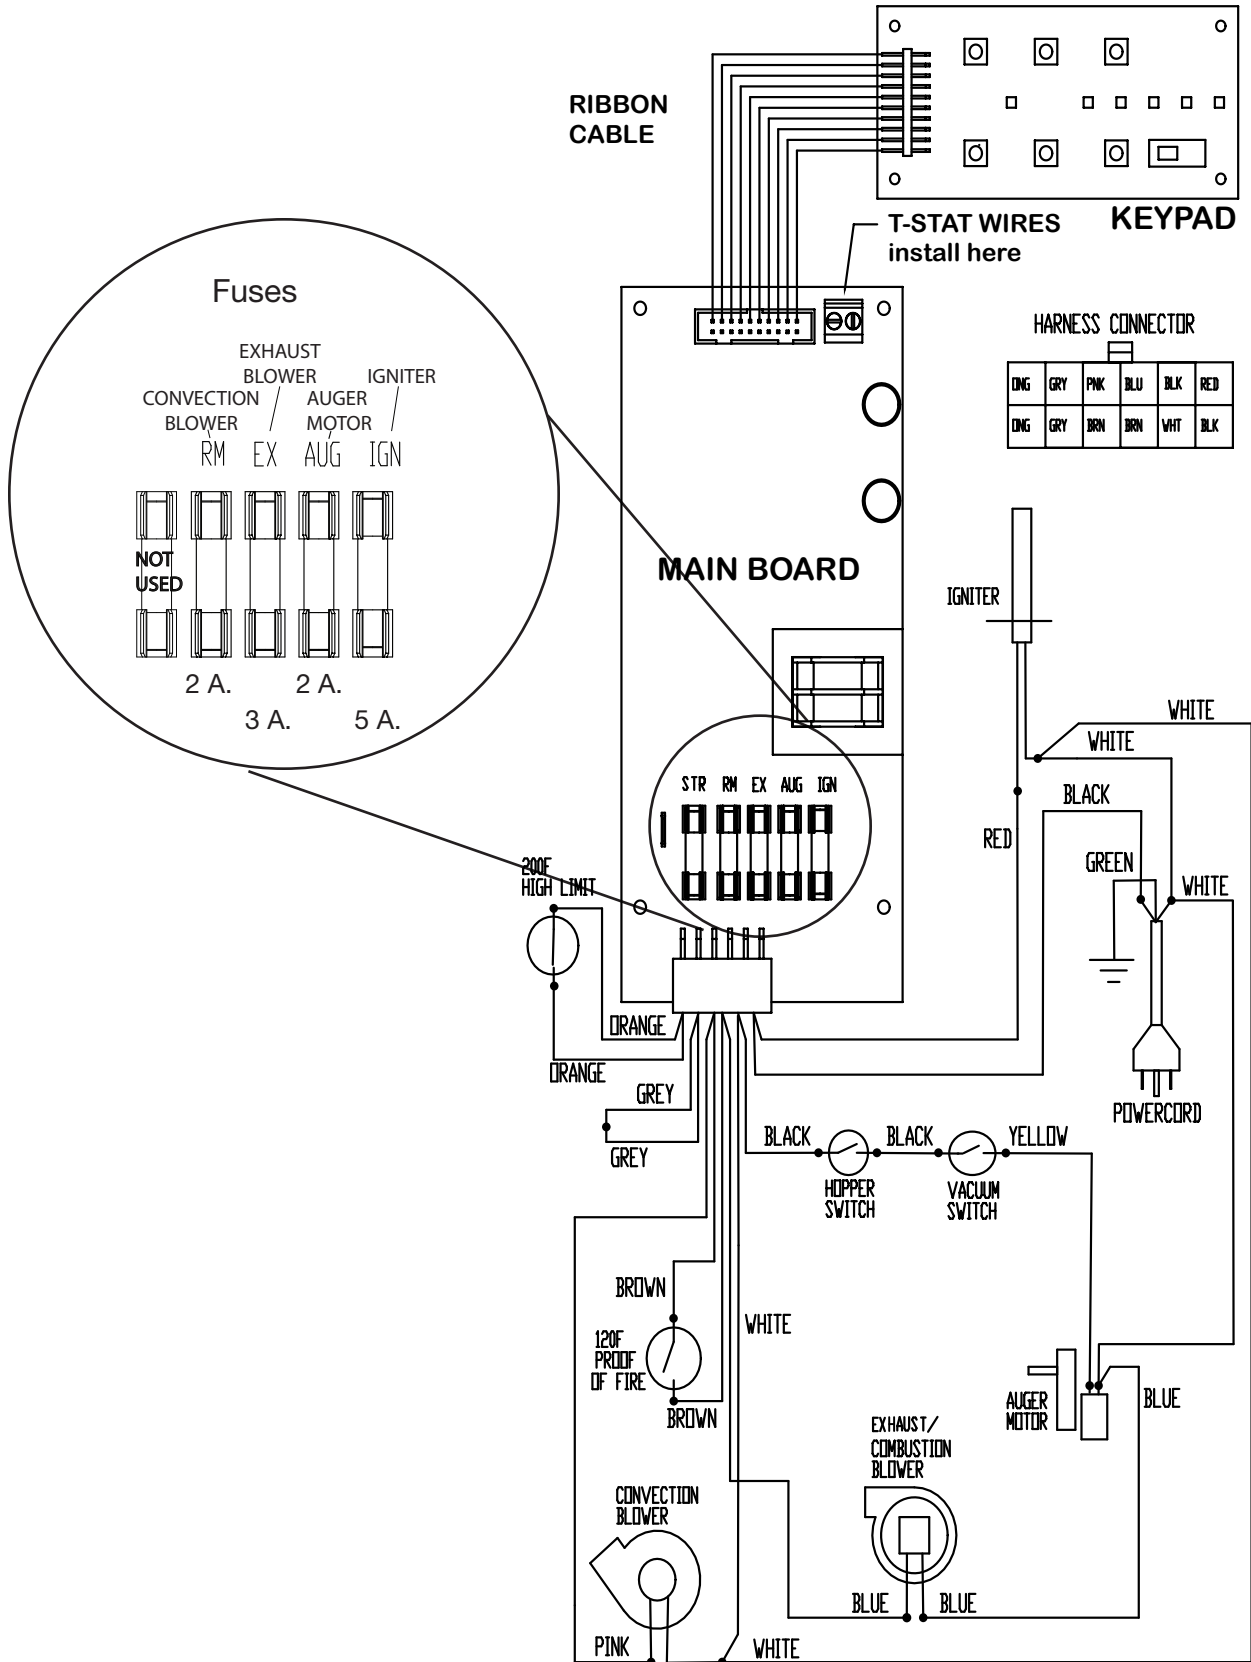 RIBBON
CABLE
KEYPAD
T-STAT WIRES
install here
Fuses
EXHAUST
BLOWER
IGNITER
CONVECTION
BLOWER
AUGER
MOTOR
RM EX AUG IGN
NOT
USED
2 A. 2 A.
3 A. 5 A.
HARNESS CONNECTOR
ONG GRY PNK BLU BLK RED
ONG GRY BRN BRN WHT BLK
MAIN BOARD
IGNITER
WHITE
WHITE
BLACK
STR RM EX AUG IGN
RED
GREEN
WHITE
200F
HIGH LIMIT
ORANGE
ORANGE
GREY
GREY
POWERCORD
BLACK
BLACK
YELLOW
HOPPER
SWITCH
VACUUM
SWITCH
BROWN
WHITE
120F
PROOF
OF FIRE
BROWN
AUGER
MOTOR
BLUE
EXHAUST/
COMBUSTION
BLOWER
CONVECTION
BLOWER
BLUE
BLUE
PINK
WHITE